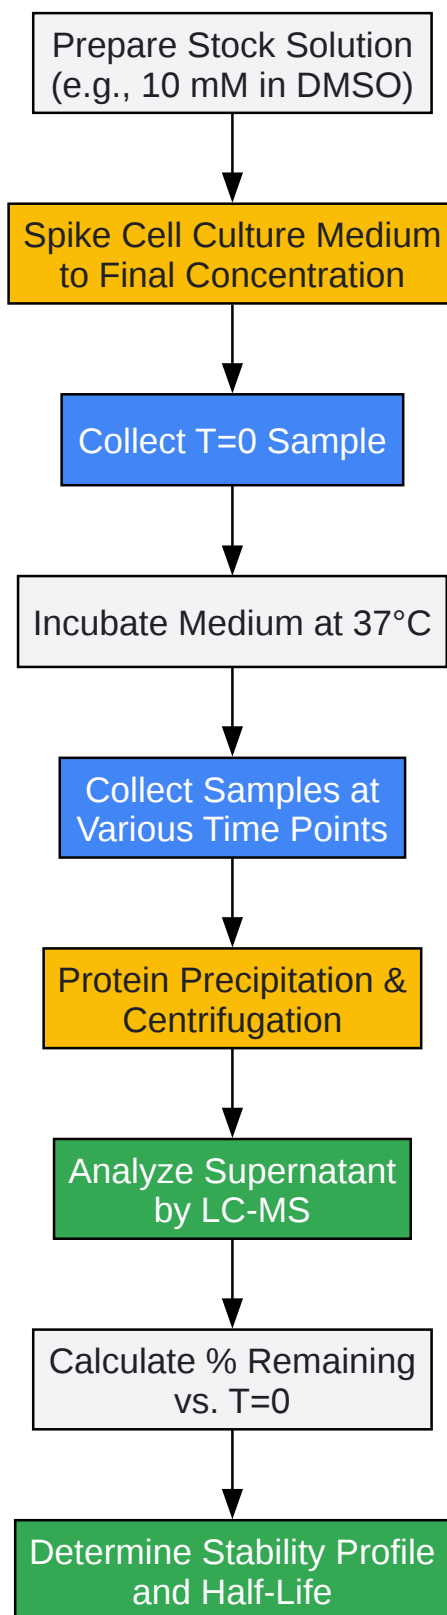 Prepare Stock Solution
(e.g., 10 mM in DMSO)
Spike Cell Culture Medium
to Final Concentration
Collect T=0 Sample
Incubate Medium at 37°C
Collect Samples at
Various Time Points
Protein Precipitation &
Centrifugation
Analyze Supernatant
by LC-MS
Calculate % Remaining
vs. T=0
Determine Stability Profile
and Half-Life